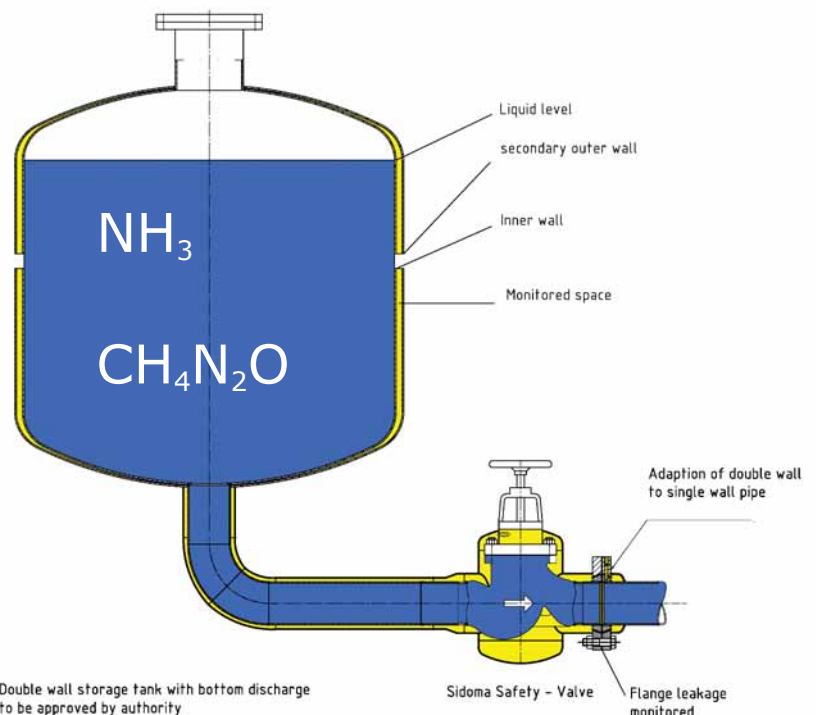 Liquid level
secondary outer wall
Inner wall
Monitored space
NH₃
CH₄N₂O
Adaption of double wall
to single wall pipe
Double wall storage tank with bottom discharge
to be approved by authority
Sidoma Safety - Valve
Flange leakage
monitored